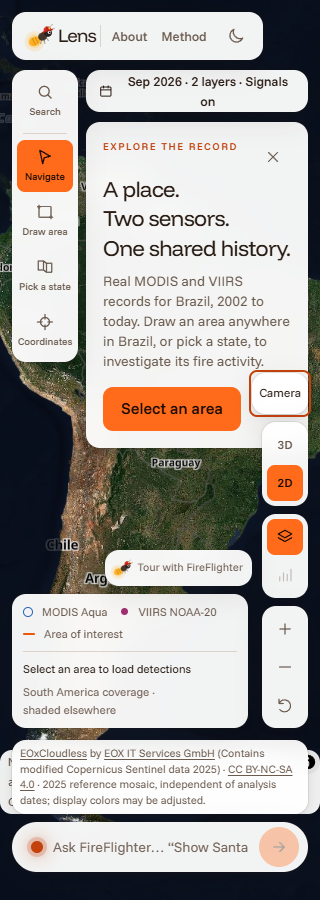 Lens
About
Method
Sep 2026 · 2 layers · Signals
on
Search
Navigate
Draw area
Pick a state
Coordinates
EXPLORE THE RECORD
A place.
Two sensors.
One shared history.
Real MODIS and VIIRS
records for Brazil, 2002 to
today. Draw an area anywhere
in Brazil, or pick a state, to
investigate its fire activity.
Select an area
Camera
3D
2D
Paraguay
Chile
Arg
Tour with FireFlighter
MODIS Aqua
VIIRS NOAA-20
Area of interest
Select an area to load detections
South America coverage ·
shaded elsewhere
EOxCloudless by EOX IT Services GmbH (Contains
modified Copernicus Sentinel data 2025) · CC BY-NC-SA
4.0 · 2025 reference mosaic, independent of analysis
dates; display colors may be adjusted.
Ask FireFlighter… “Show Santa